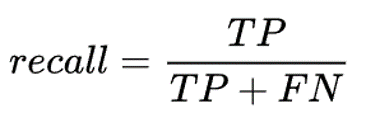 recall = TP / TP + FN